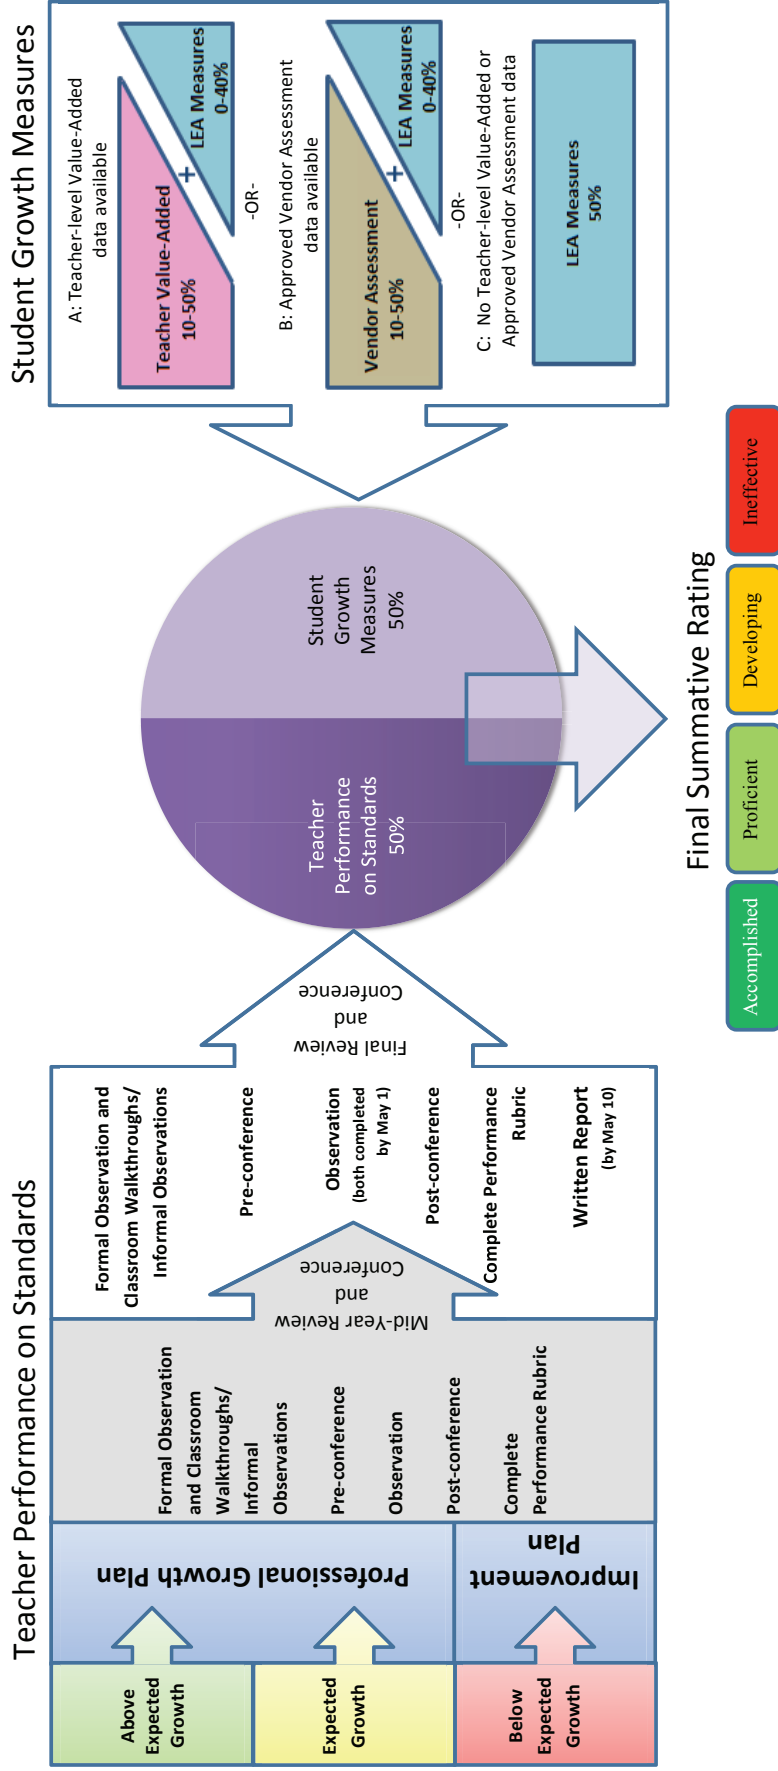 Teacher Performance on Standards
Above
Expected
Growth
Expected
Growth
Below
Expected
Growth
Professional Growth Plan
Improvement
Plan
Formal Observation
and Classroom
Walkthroughs/
Informal
Observations
Pre-conference
Observation
Post-conference
Complete
Performance Rubric
Mid-Year Review
and
Conference
Formal Observation and
Classroom Walkthroughs/
Informal Observations
Pre-conference
Observation
(both completed
by May 1)
Post-conference
Complete Performance
Rubric
Written Report
(by May 10)
Final Review
and
Conference
Teacher
Performance
on Standards
50%
Student
Growth
Measures
50%
Student Growth Measures
A: Teacher-level Value-Added
data available
Teacher Value-Added
10-50%
+
LEA Measures
0-40%
-OR-
B: Approved Vendor Assessment
data available
Vendor Assessment
10-50%
+
LEA Measures
0-40%
-OR-
C: No Teacher-level Value-Added or
Approved Vendor Assessment data
LEA Measures
50%
Final Summative Rating
Accomplished
Proficient
Developing
Ineffective